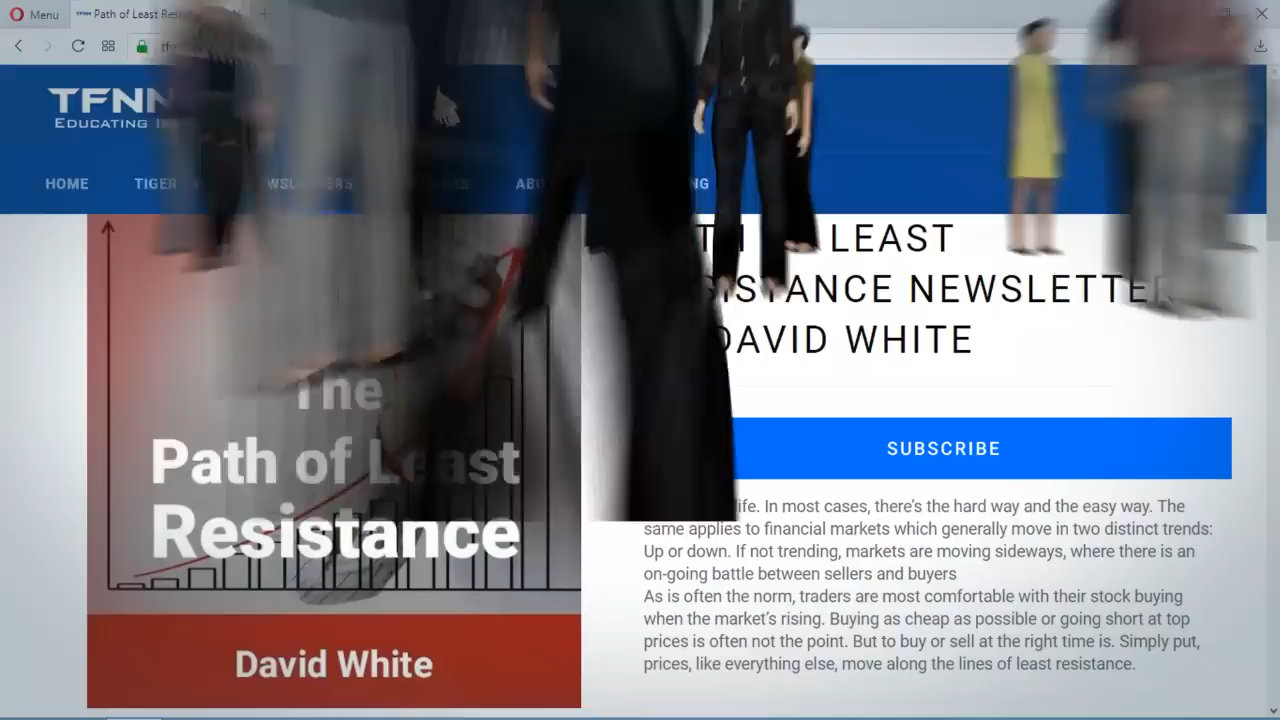 Menu
Path of Least Res
TFNN
EDUCATING
HOME
TIGER
ABO
LEAST
NEWSLETTE
DAVID WHITE
SUBSCRIBE
The
Path of Least
Resistance
David White
life. In most cases, there's the hard way and the easy way. The
same applies to financial markets which generally move in two distinct trends:
Up or down. If not trending, markets are moving sideways, where there is an
on-going battle between sellers and buyers
As is often the norm, traders are most comfortable with their stock buying
when the market's rising. Buying as cheap as possible or going short at top
prices is often not the point. But to buy or sell at the right time is. Simply put,
prices, like everything else, move along the lines of least resistance.